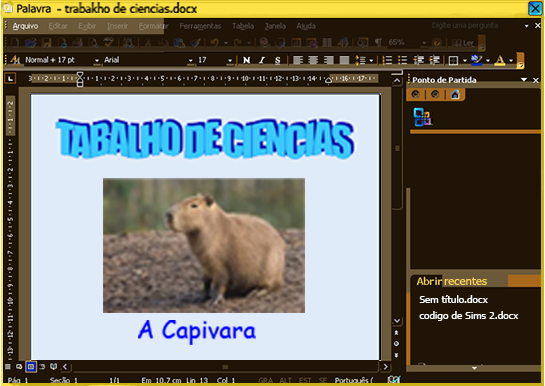 Palavra - trabakho de ciencias.docx
Arquivo Editar Exibir Inserir Formatar Ferramentas Tabela Janela Ajuda Digite uma pergunta
65% Ler
Normal + 17 pt Arial 17 N I S
Ponto de Partida
TABALHO DE CIENCIAS
A Capivara
Abrir recentes
Sem título.docx
codigo de Sims 2.docx
Pág 1 Seção 1 1/1 Em 10,7 cm Lin 13 Col 1 GRA ALT EST SE Português (